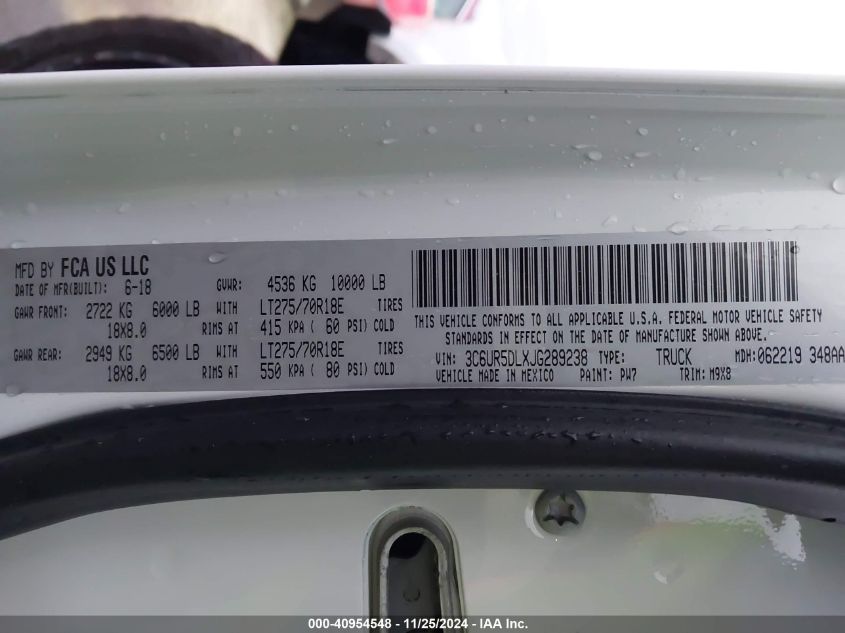 MFD BY FCA US LLC
DATE OF MFR(BUILT): 6-18 GVWR: 4536 KG 10000 LB
GAWR FRONT: 2722 KG 6000 LB WITH LT275/70R18E TIRES
18X8.0 RIMS AT 415 KPA ( 60 PSI) COLD
GAWR REAR: 2949 KG 6500 LB WITH LT275/70R18E TIRES
18X8.0 RIMS AT 550 KPA ( 80 PSI) COLD
THIS VEHICLE CONFORMS TO ALL APPLICABLE U.S.A. FEDERAL MOTOR VEHICLE SAFETY
STANDARDS IN EFFECT ON THE DATE OF MANUFACTURE SHOWN ABOVE.
VIN: 3C6UR5DLXJG289238 TYPE: TRUCK MDH: 062219 348AA
VEHICLE MADE IN MEXICO PAINT: PW7 TRIM: M9X8
000-40954548 - 11/25/2024 - IAA Inc.